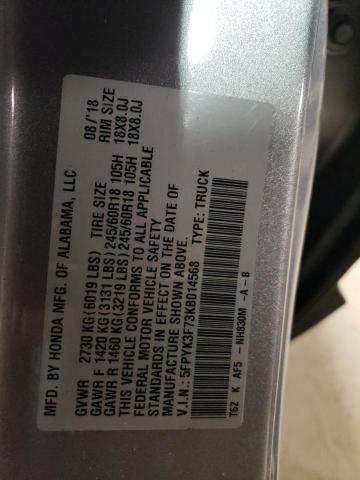 MFD. BY HONDA MFG. OF ALABAMA, LLC 08/'18
GVWR 2730 KG(6019 LBS) TIRE SIZE RIM SIZE
GAWR F 1420 KG(3131 LBS)245/60R18 105H 18X8.0J
GAWR R 1460 KG(3219 LBS)245/60R18 105H 18X8.0J
THIS VEHICLE CONFORMS TO ALL APPLICABLE
FEDERAL MOTOR VEHICLE SAFETY
STANDARDS IN EFFECT ON THE DATE OF
MANUFACTURE SHOWN ABOVE.
V.I.N.:5FPYK3F73KB014568 TYPE: TRUCK
T6Z K AF5 - NH830M -A-B